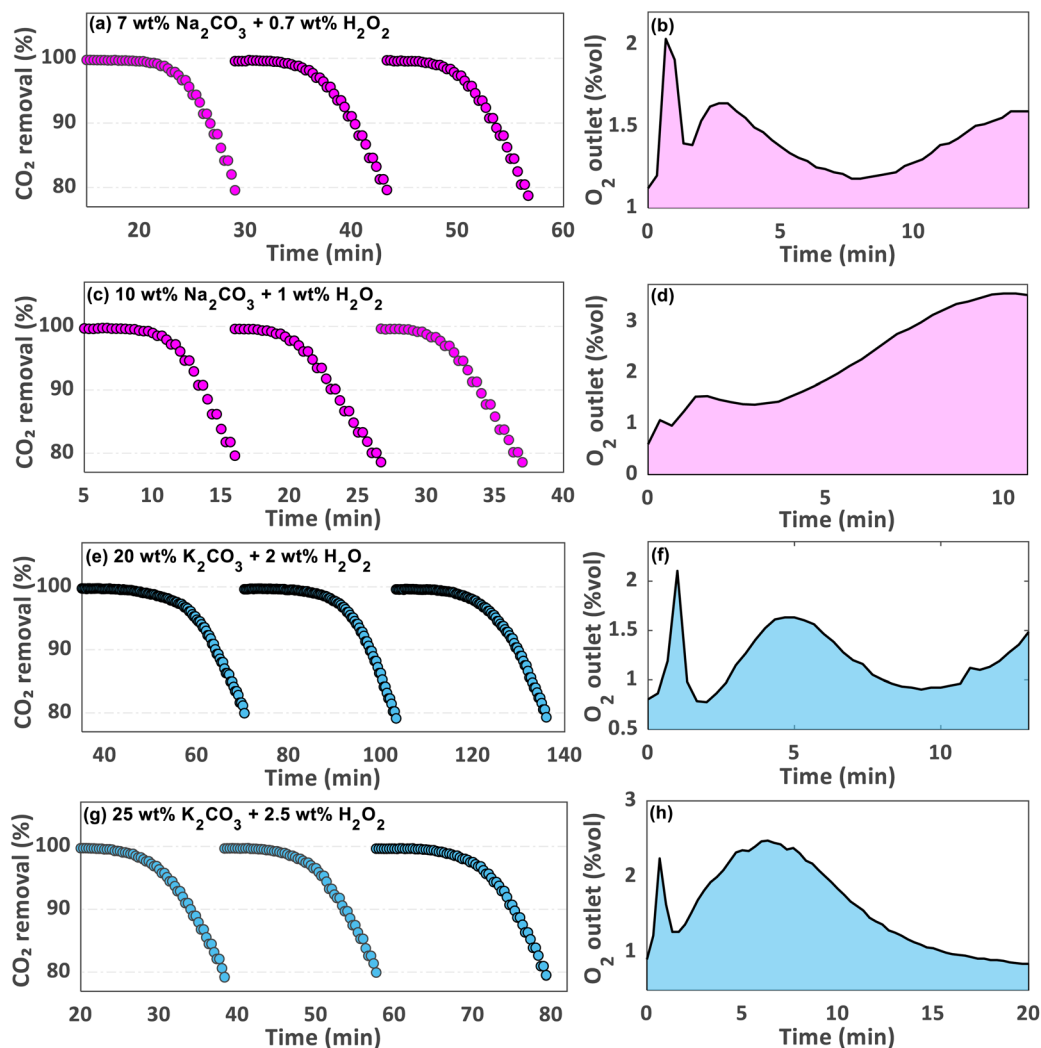 (a) 7 wt% Na₂CO₃ + 0.7 wt% H₂O₂
CO₂ removal (%)
100
90
80
20 30 40 50 60
Time (min)
(b)
O₂ outlet (%vol)
2
1.5
1
0 5 10
Time (min)
(c) 10 wt% Na₂CO₃ + 1 wt% H₂O₂
CO₂ removal (%)
100
90
80
5 10 15 20 25 30 35 40
Time (min)
(d)
O₂ outlet (%vol)
3
2
1
0
0 5 10
Time (min)
(e) 20 wt% K₂CO₃ + 2 wt% H₂O₂
CO₂ removal (%)
100
90
80
40 60 80 100 120 140
Time (min)
(f)
O₂ outlet (%vol)
2
1.5
1
0.5
0 5 10
Time (min)
(g) 25 wt% K₂CO₃ + 2.5 wt% H₂O₂
CO₂ removal (%)
100
90
80
20 30 40 50 60 70 80
Time (min)
(h)
O₂ outlet (%vol)
3
2
1
0 5 10 15 20
Time (min)